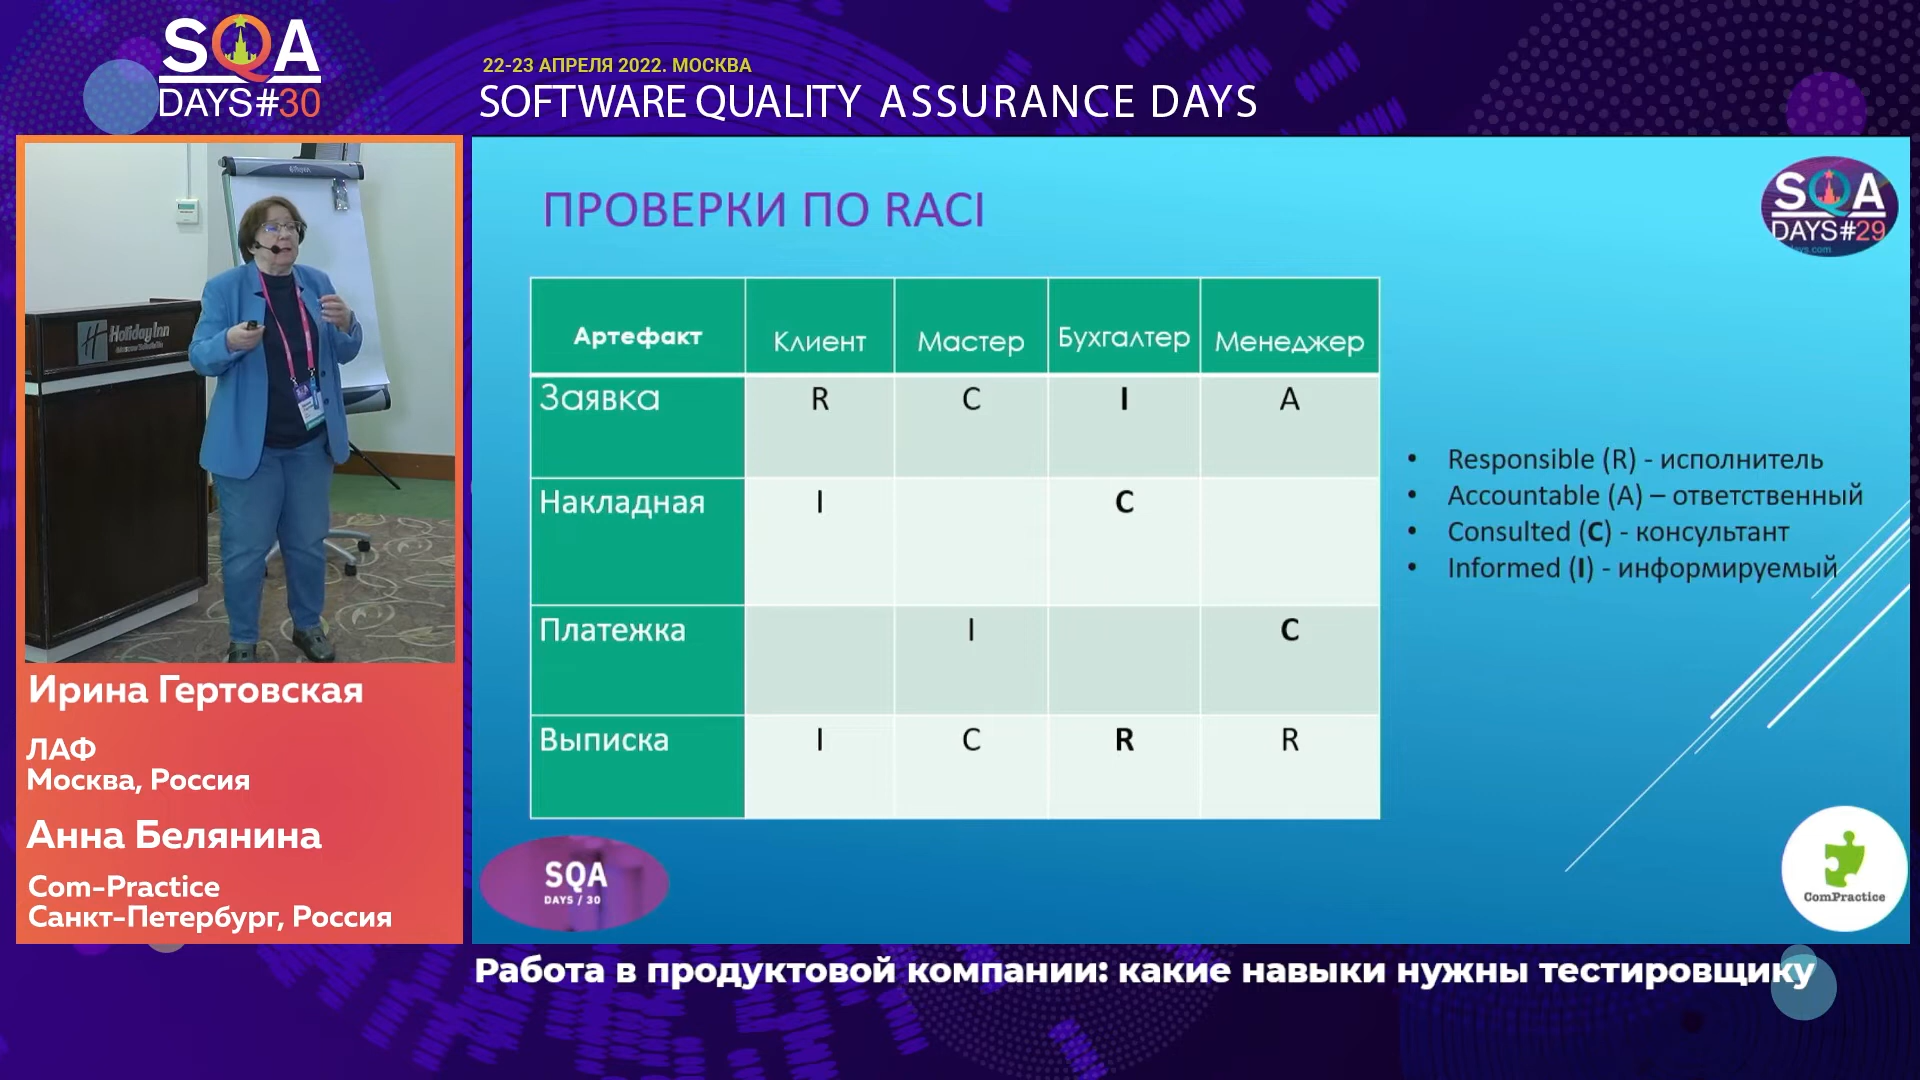 SQA
DAYS#30
22-23 АПРЕЛЯ 2022. МОСКВА
SOFTWARE QUALITY ASSURANCE DAYS
Holiday Inn
Ирина Гертовская
ЛАФ
Москва, Россия
Анна Белянина
Com-Practice
Санкт-Петербург, Россия
ПРОВЕРКИ ПО RACI
SQA
DAYS#29
Артефакт Клиент Мастер Бухгалтер Менеджер
Заявка R C I A
Накладная I C
Платежка I C
Выписка I C R R
• Responsible (R) - исполнитель
• Accountable (A) – ответственный
• Consulted (C) - консультант
• Informed (I) - информируемый
SQA
DAYS / 30
ComPractice
Работа в продуктовой компании: какие навыки нужны тестировщику